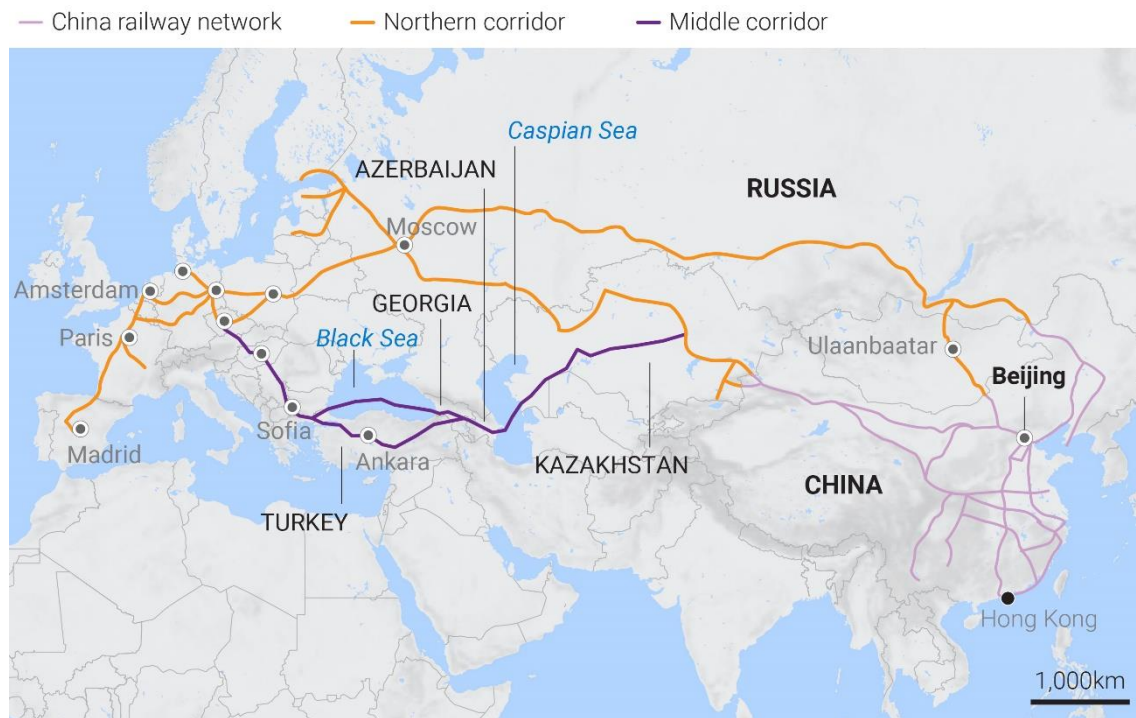 China railway network
Northern corridor
Middle corridor
Caspian Sea
AZERBAIJAN
RUSSIA
Moscow
Amsterdam
GEORGIA
Paris
Black Sea
Ulaanbaatar
Beijing
Sofia
Madrid
Ankara
KAZAKHSTAN
CHINA
TURKEY
Hong Kong
1,000km